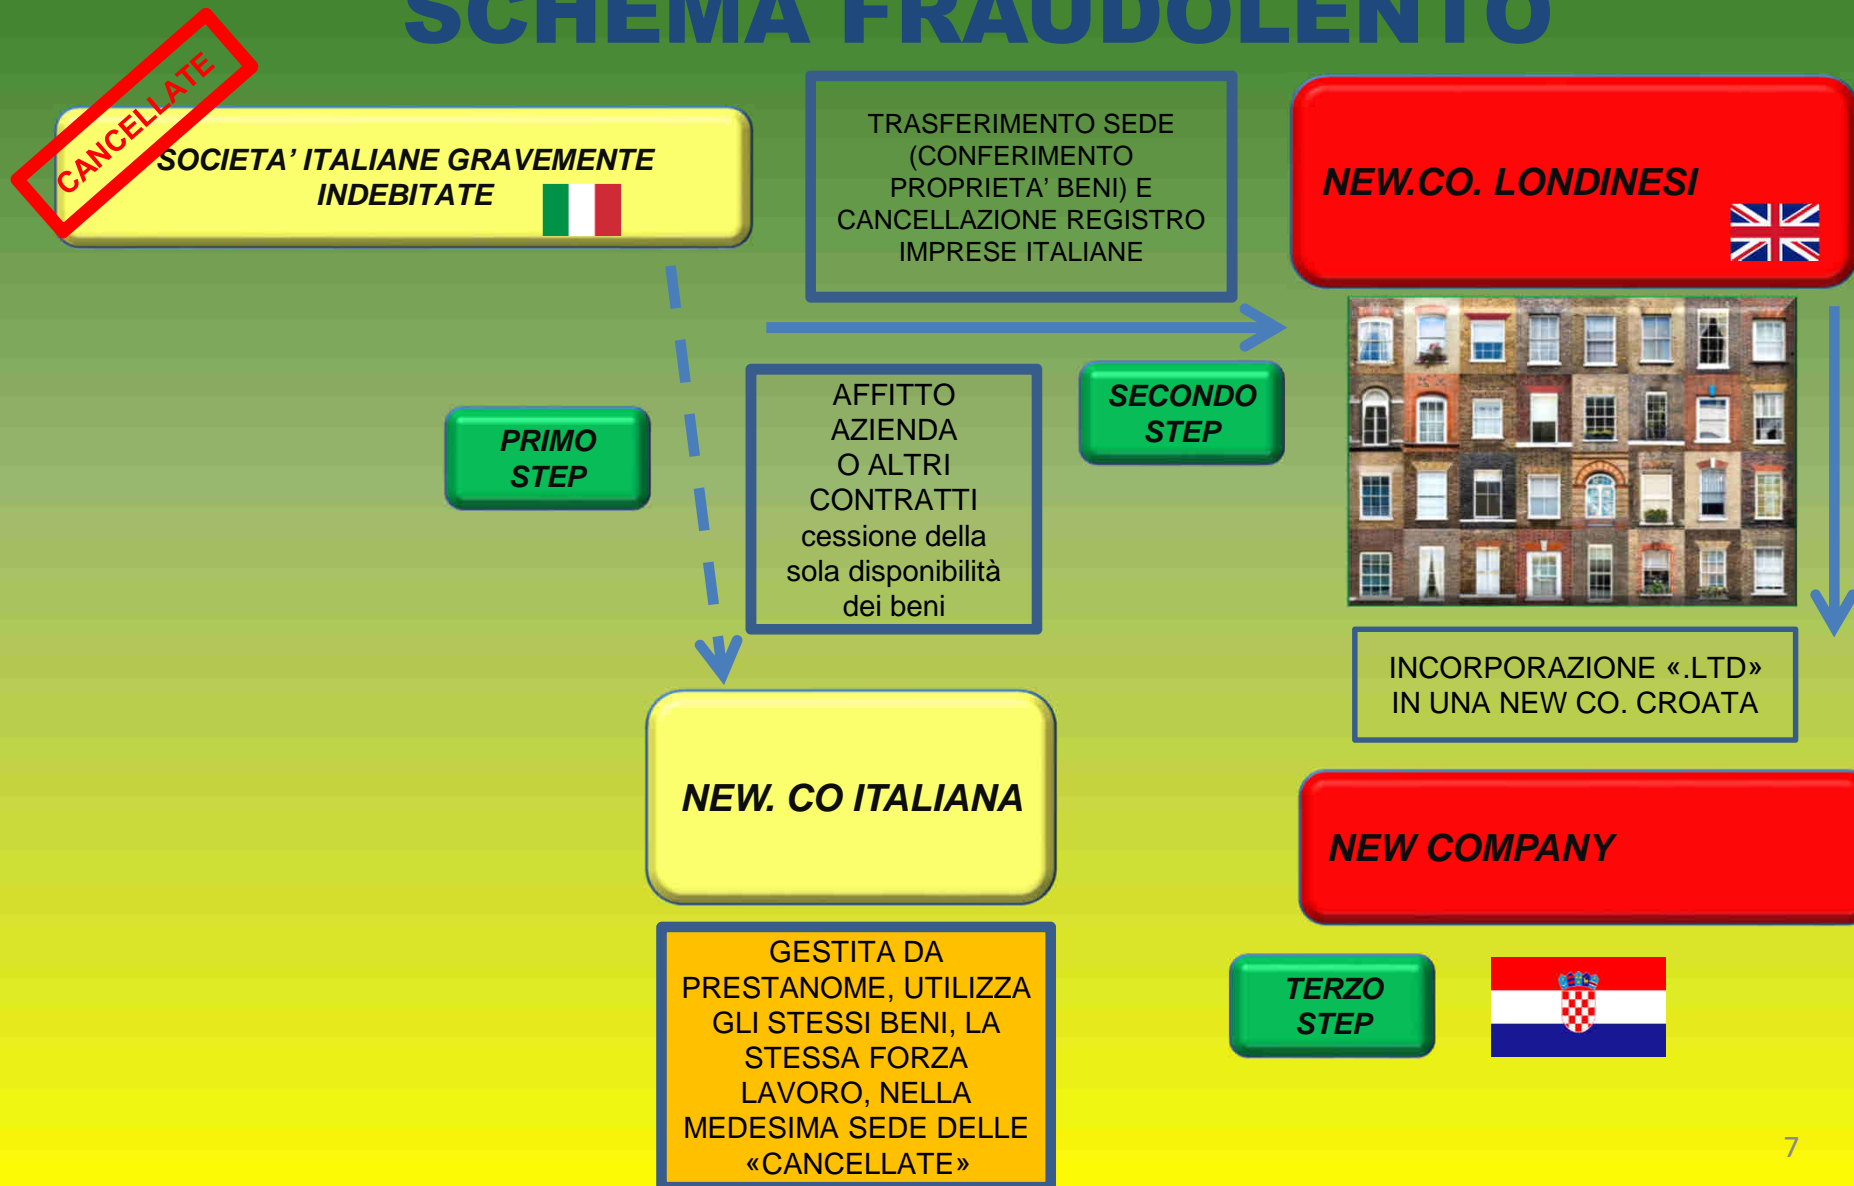 SCHEMA FRAUDOLENTO
CANCELLATE
SOCIETA’ ITALIANE GRAVEMENTE
INDEBITATE
TRASFERIMENTO SEDE
(CONFERIMENTO
PROPRIETA’ BENI) E
CANCELLAZIONE REGISTRO
IMPRESE ITALIANE
NEW.CO. LONDINESI
PRIMO
STEP
AFFITTO
AZIENDA
O ALTRI
CONTRATTI
cessione della
sola disponibilità
dei beni
SECONDO
STEP
INCORPORAZIONE «.LTD»
IN UNA NEW CO. CROATA
NEW. CO ITALIANA
NEW COMPANY
GESTITA DA
PRESTANOME, UTILIZZA
GLI STESSI BENI, LA
STESSA FORZA
LAVORO, NELLA
MEDESIMA SEDE DELLE
«CANCELLATE»
TERZO
STEP
7